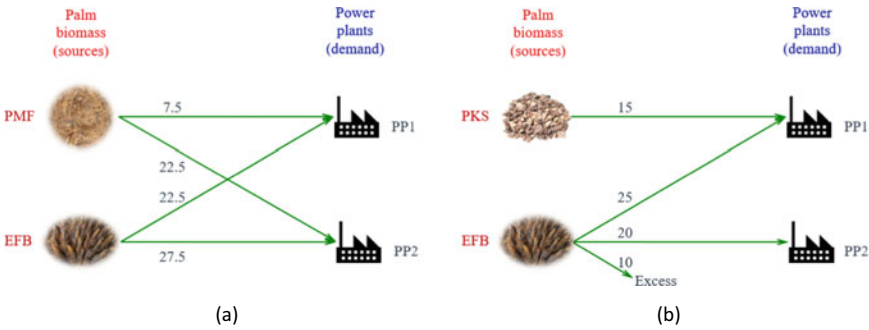 Palm
biomass
(sources)
Power
plants
(demand)
PMF
7.5
PP1
22.5
22.5
EFB
27.5
PP2
(a)
Palm
biomass
(sources)
Power
plants
(demand)
PKS
15
PP1
25
EFB
20
PP2
10
Excess
(b)